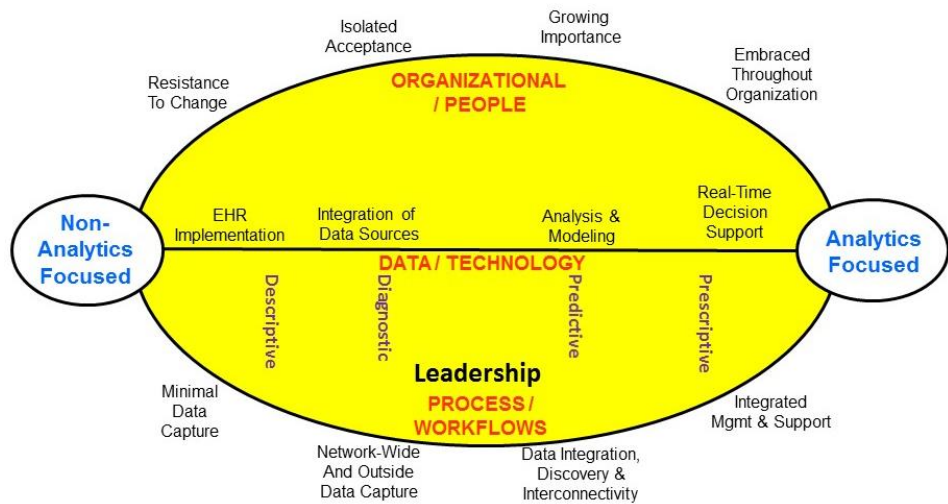 Isolated
Acceptance
Growing
Importance
Resistance
To Change
Embraced
Throughout
Organization
ORGANIZATIONAL
/ PEOPLE
Non-
Analytics
Focused
EHR
Implementation
Integration of
Data Sources
Analysis &
Modeling
Real-Time
Decision
Support
Analytics
Focused
DATA / TECHNOLOGY
Descriptive
Diagnostic
Predictive
Prescriptive
Leadership
PROCESS /
WORKFLOWS
Minimal
Data
Capture
Network-Wide
And Outside
Data Capture
Data Integration,
Discovery &
Interconnectivity
Integrated
Mgmt & Support